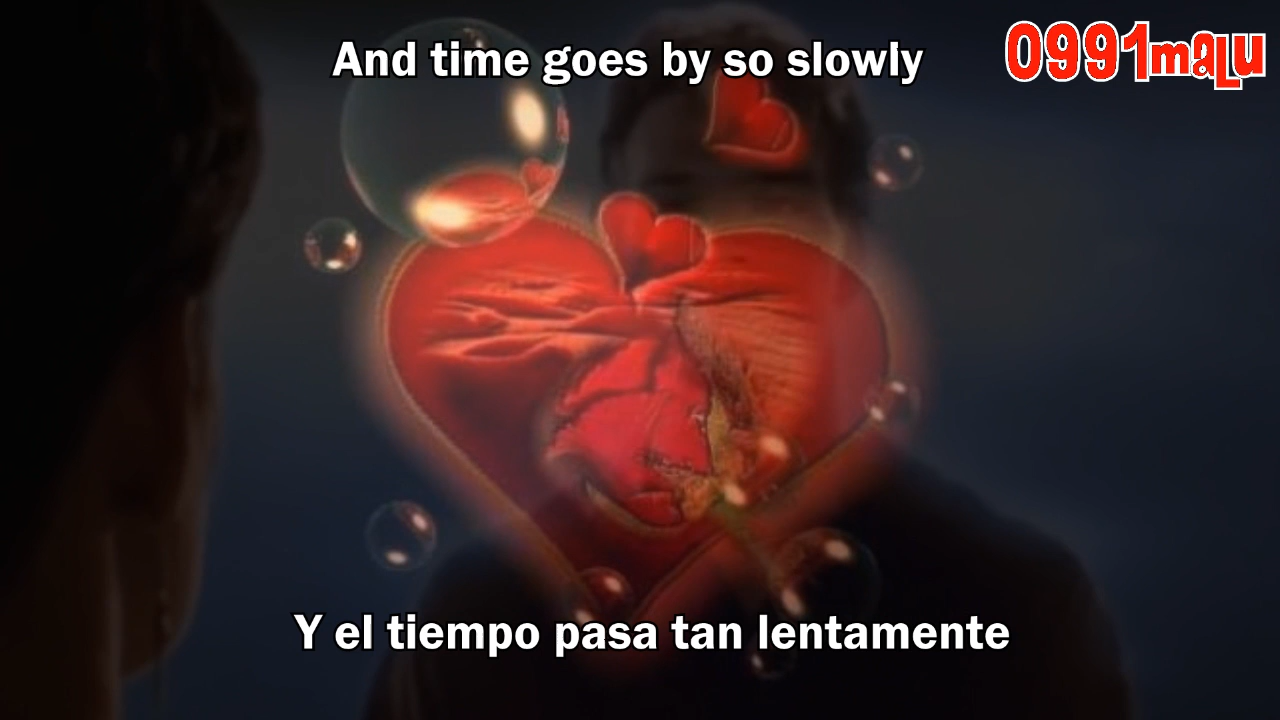 And time goes by so slowly
0991malu
Y el tiempo pasa tan lentamente